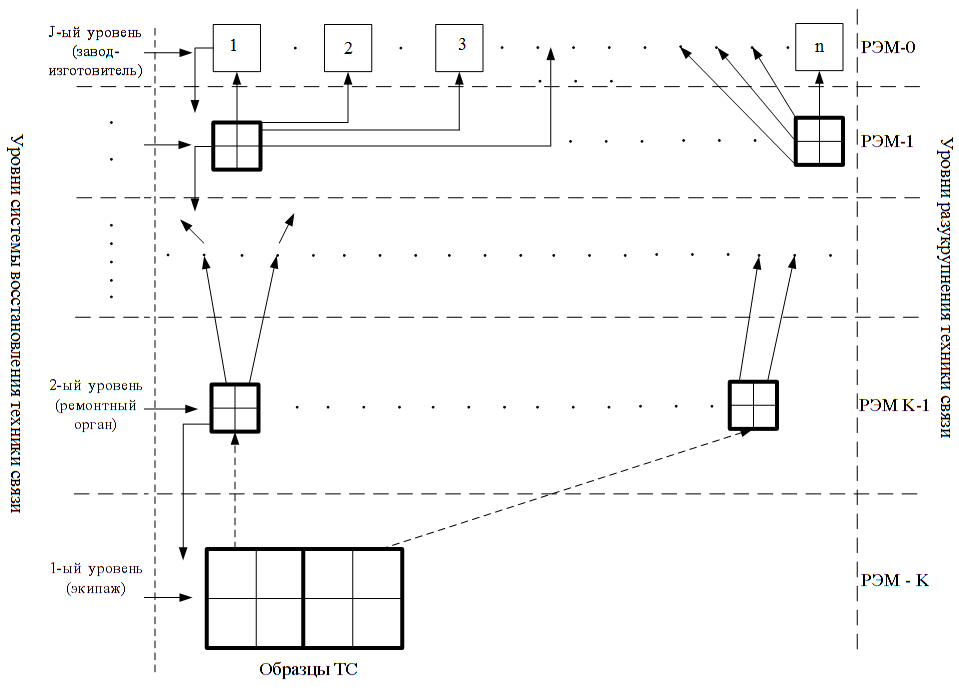 J-ый уровень
(завод-
изготовитель)
1
2
3
n
РЭМ-0
РЭМ-1
Уровни системы восстановления техники связи
Уровни разукрупнения техники связи
2-ый уровень
(ремонтный
орган)
РЭМ K-1
1-ый уровень
(экипаж)
РЭМ - K
Образцы ТС